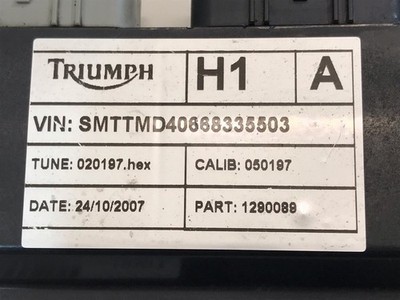 TRIUMPH H1 A
VIN: SMTTMD40668335503
TUNE: 020197.hex CALIB: 050197
DATE: 24/10/2007 PART: 1290089